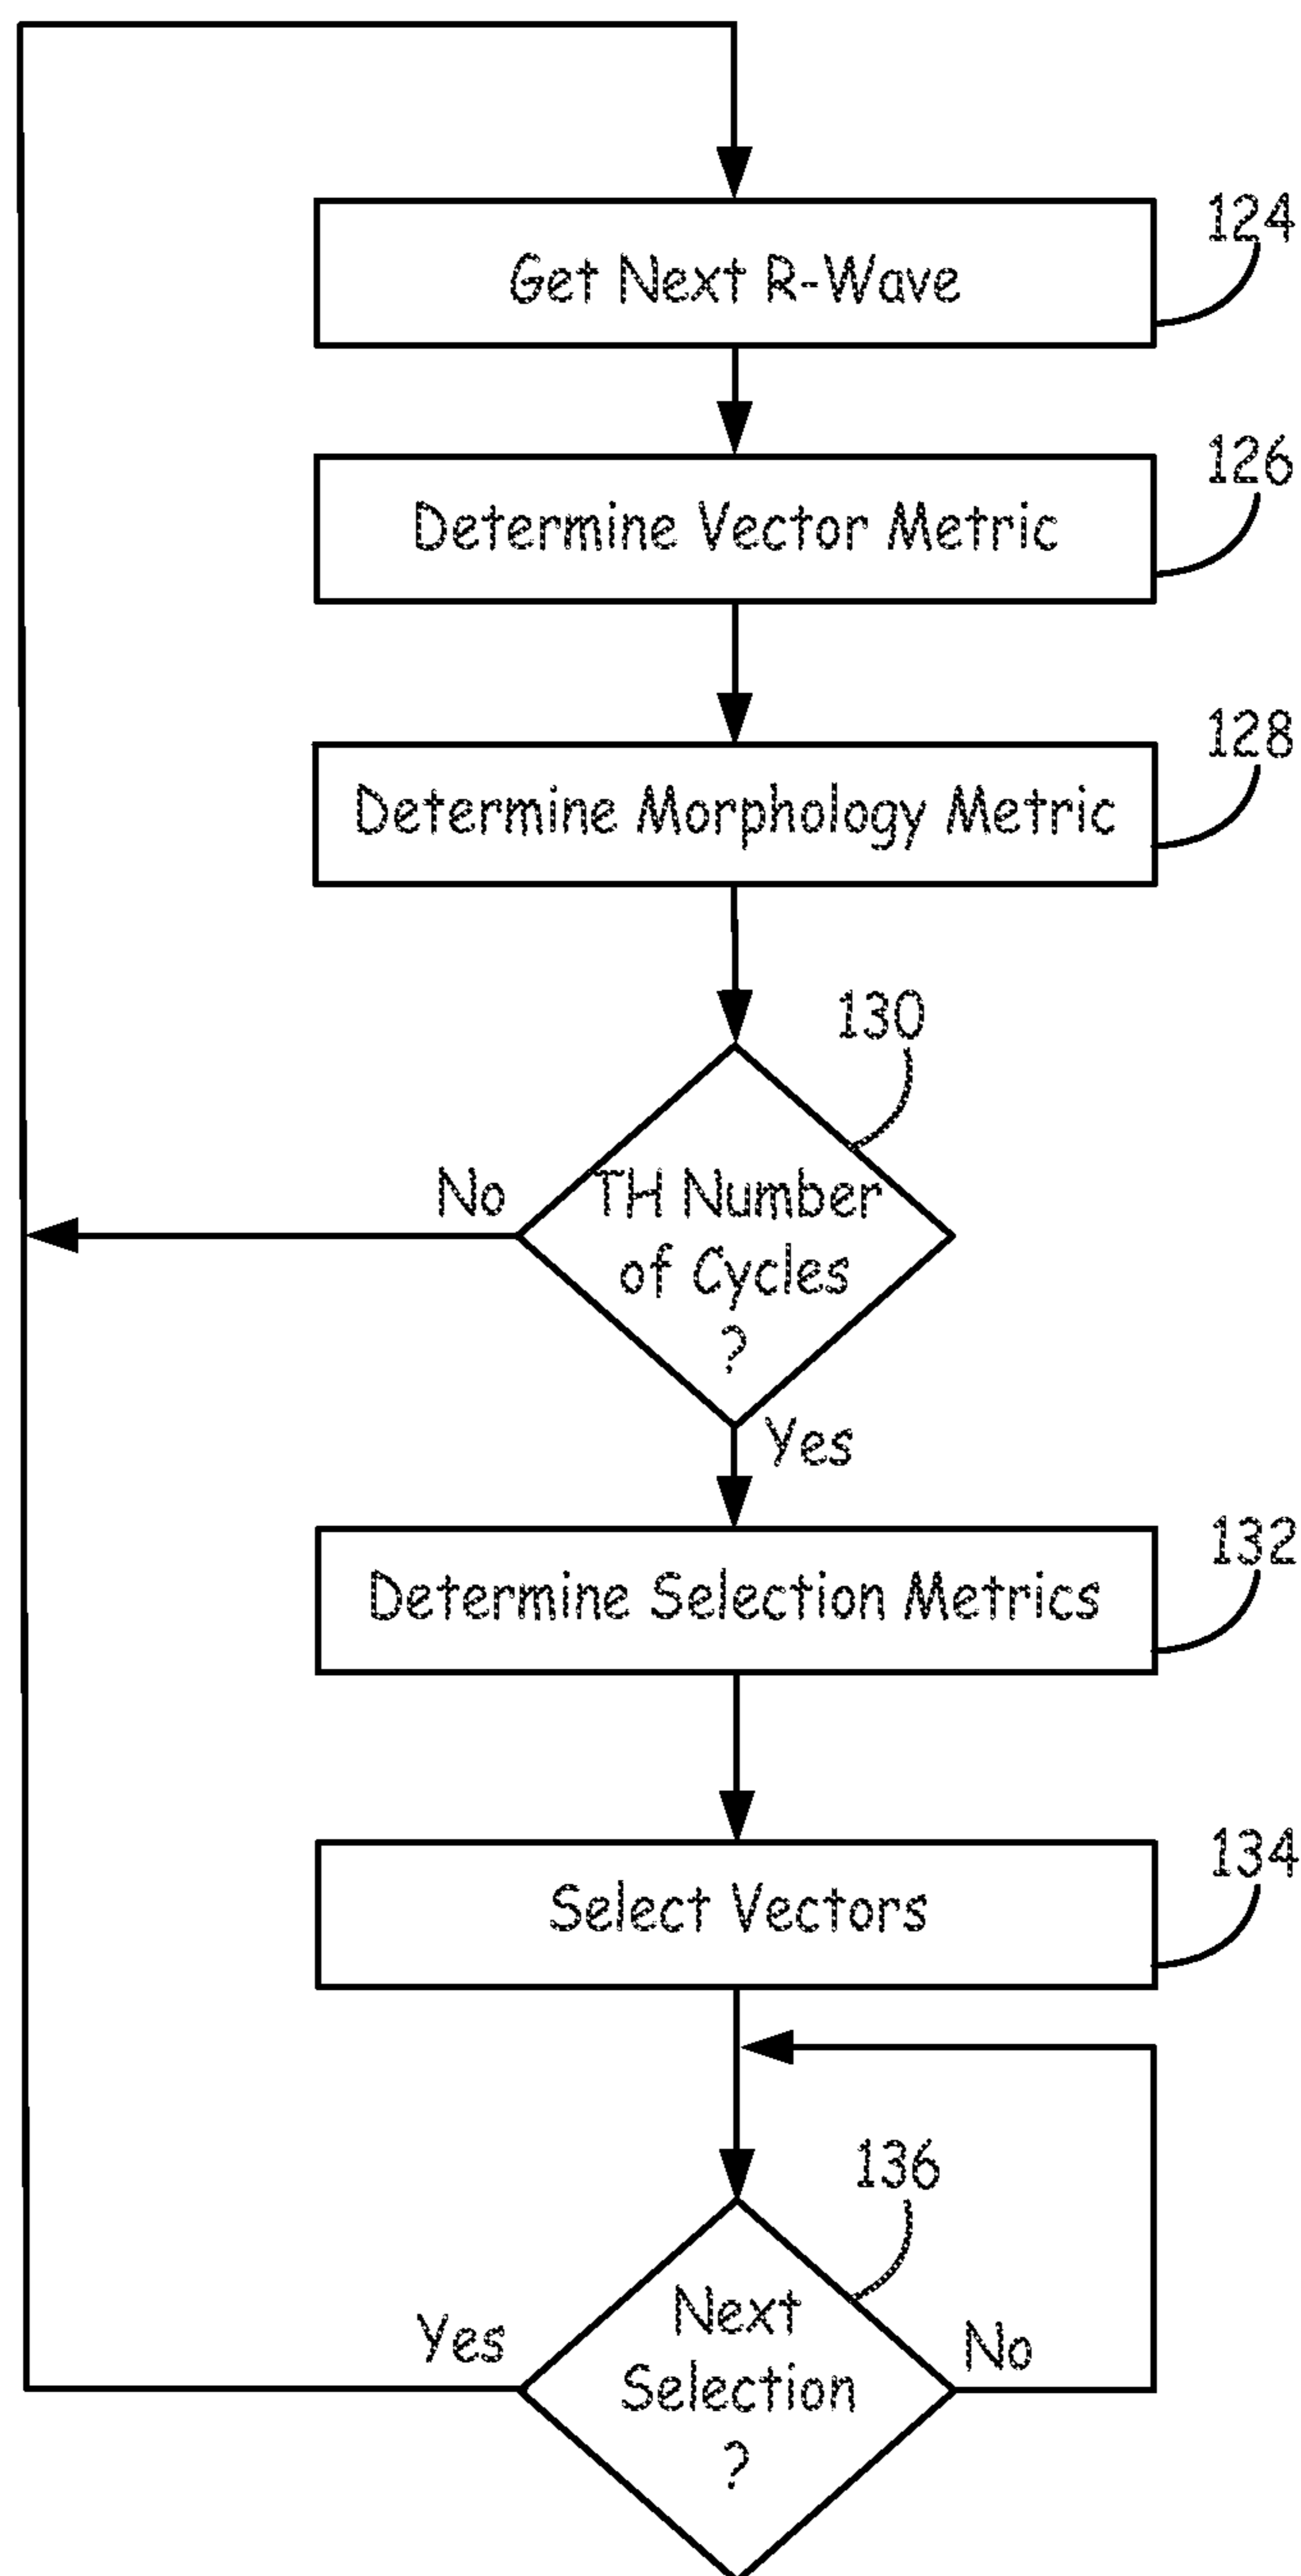 124
Get Next R-Wave
126
Determine Vector Metric
128
Determine Morphology Metric
130
No
TH Number
of Cycles
?
Yes
132
Determine Selection Metrics
134
Select Vectors
136
Yes
Next
Selection
?
No